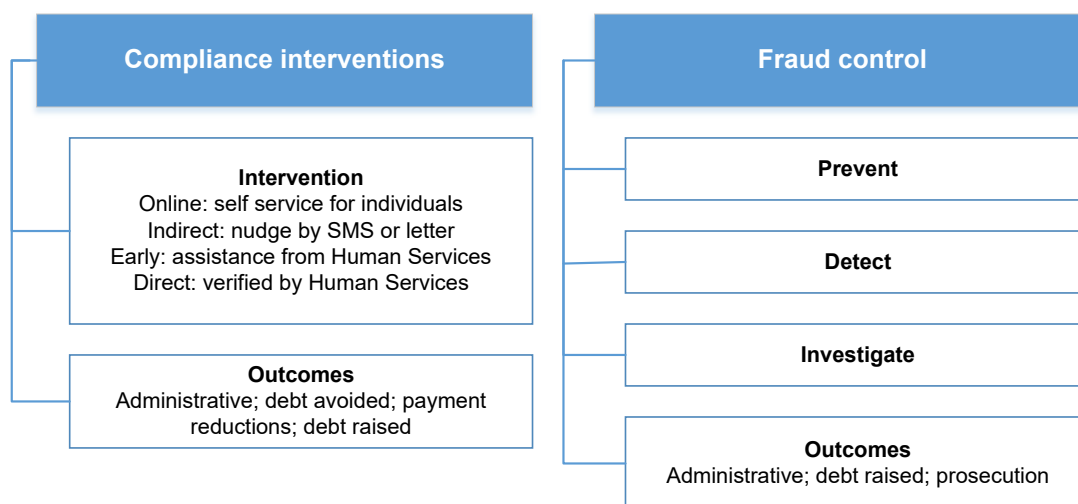 Compliance interventions
Intervention
Online: self service for individuals
Indirect: nudge by SMS or letter
Early: assistance from Human Services
Direct: verified by Human Services
Outcomes
Administrative; debt avoided; payment
reductions; debt raised
Fraud control
Prevent
Detect
Investigate
Outcomes
Administrative; debt raised; prosecution